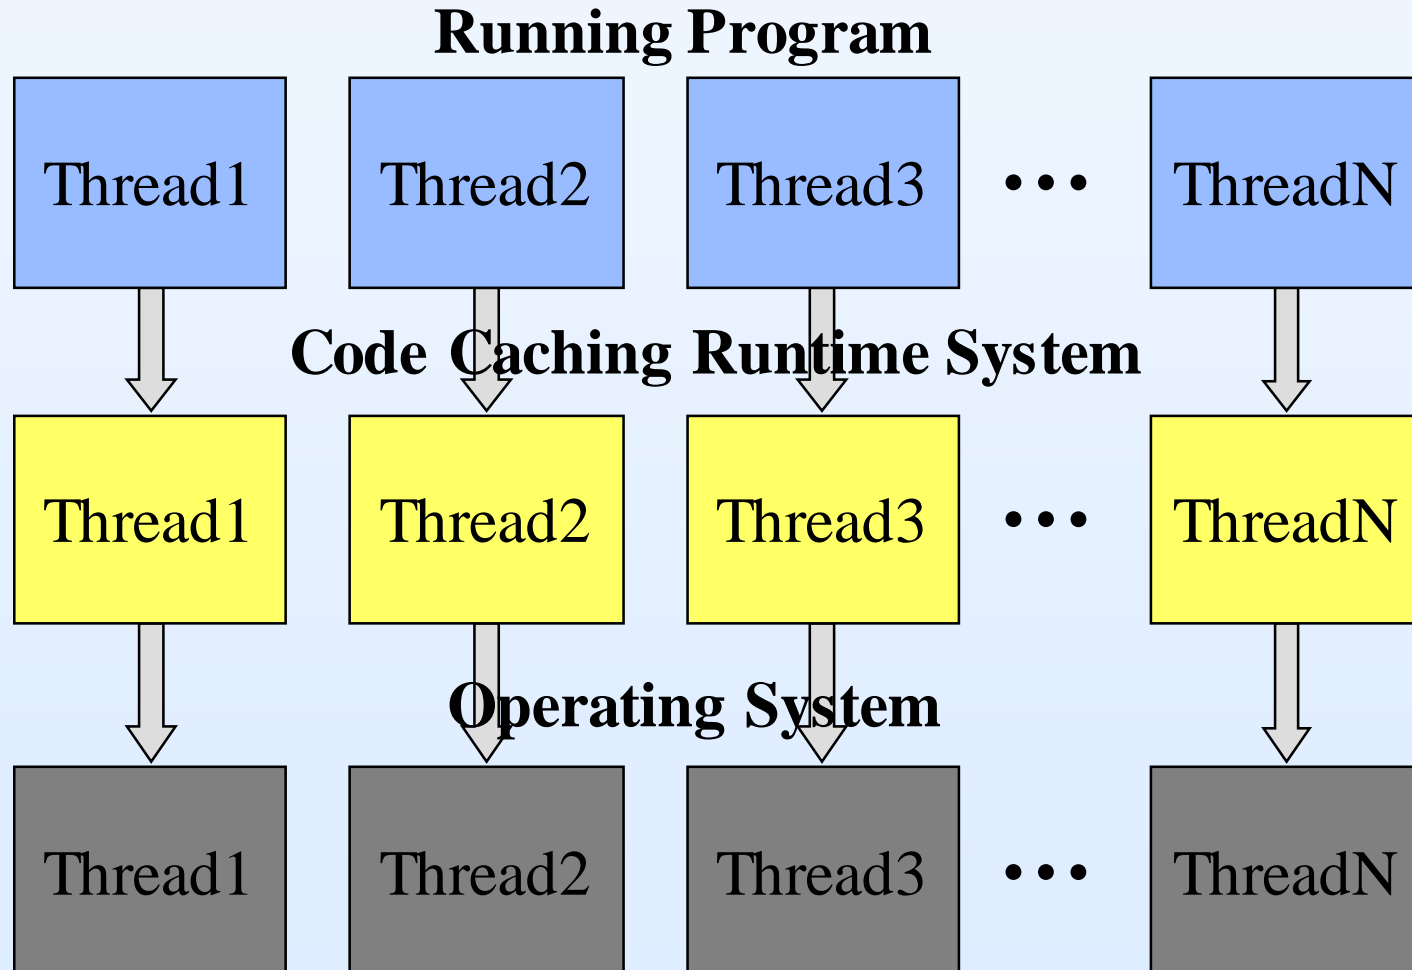 Running Program
Thread1 Thread2 Thread3 ••• ThreadN
Code Caching Runtime System
Thread1 Thread2 Thread3 ••• ThreadN
Operating System
Thread1 Thread2 Thread3 ••• ThreadN